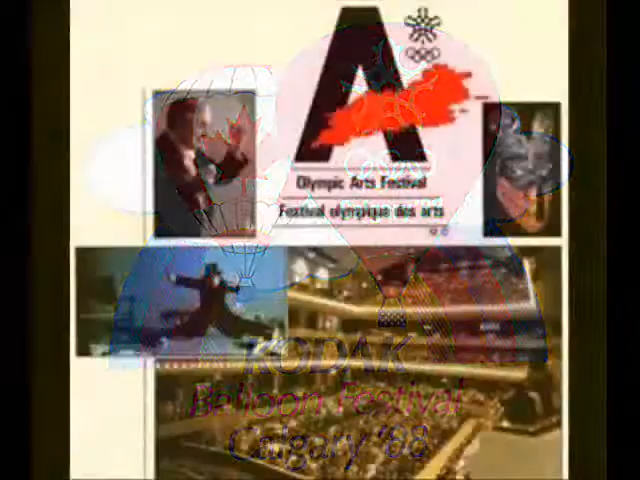 A
Olympic Arts Festival
Festival olympique des arts
KODAK
Balloon Festival
Calgary '88